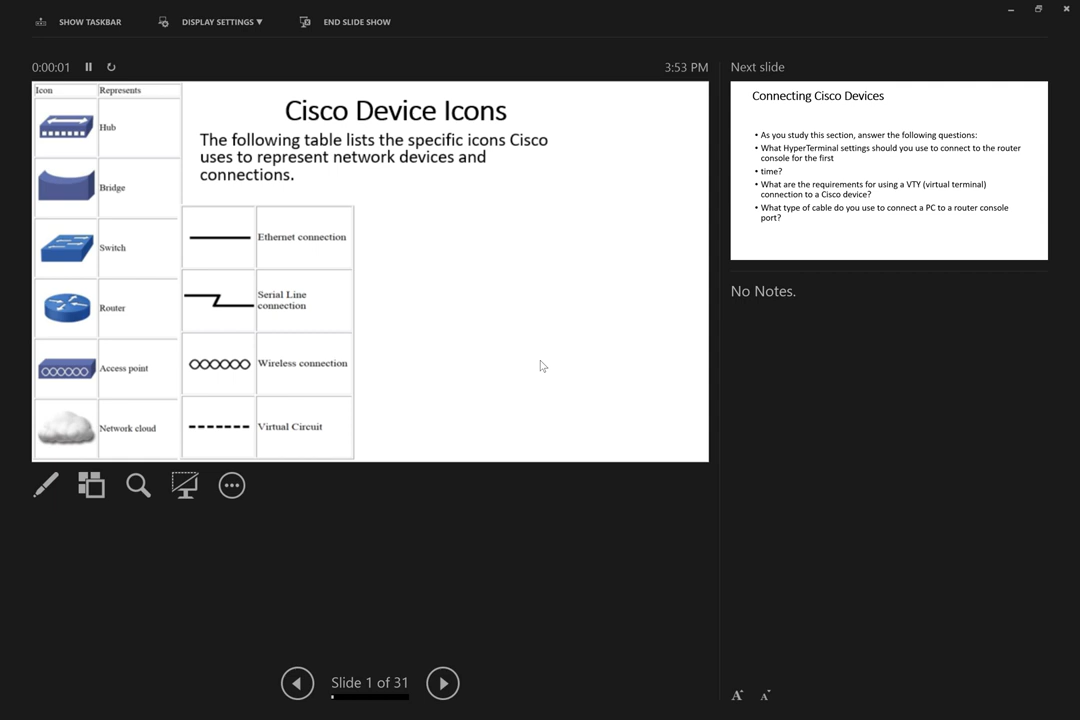 SHOW TASKBAR
DISPLAY SETTINGS ▼
END SLIDE SHOW
0:00:01
3:53 PM
Next slide
Icon
Represents
Hub
Bridge
Switch
Router
Access point
Network cloud
Cisco Device Icons
The following table lists the specific icons Cisco
uses to represent network devices and
connections.
Ethernet connection
Serial Line
connection
Wireless connection
Virtual Circuit
Connecting Cisco Devices
• As you study this section, answer the following questions:
• What HyperTerminal settings should you use to connect to the router
console for the first
• time?
• What are the requirements for using a VTY (virtual terminal)
connection to a Cisco device?
• What type of cable do you use to connect a PC to a router console
port?
No Notes.
Slide 1 of 31
A A